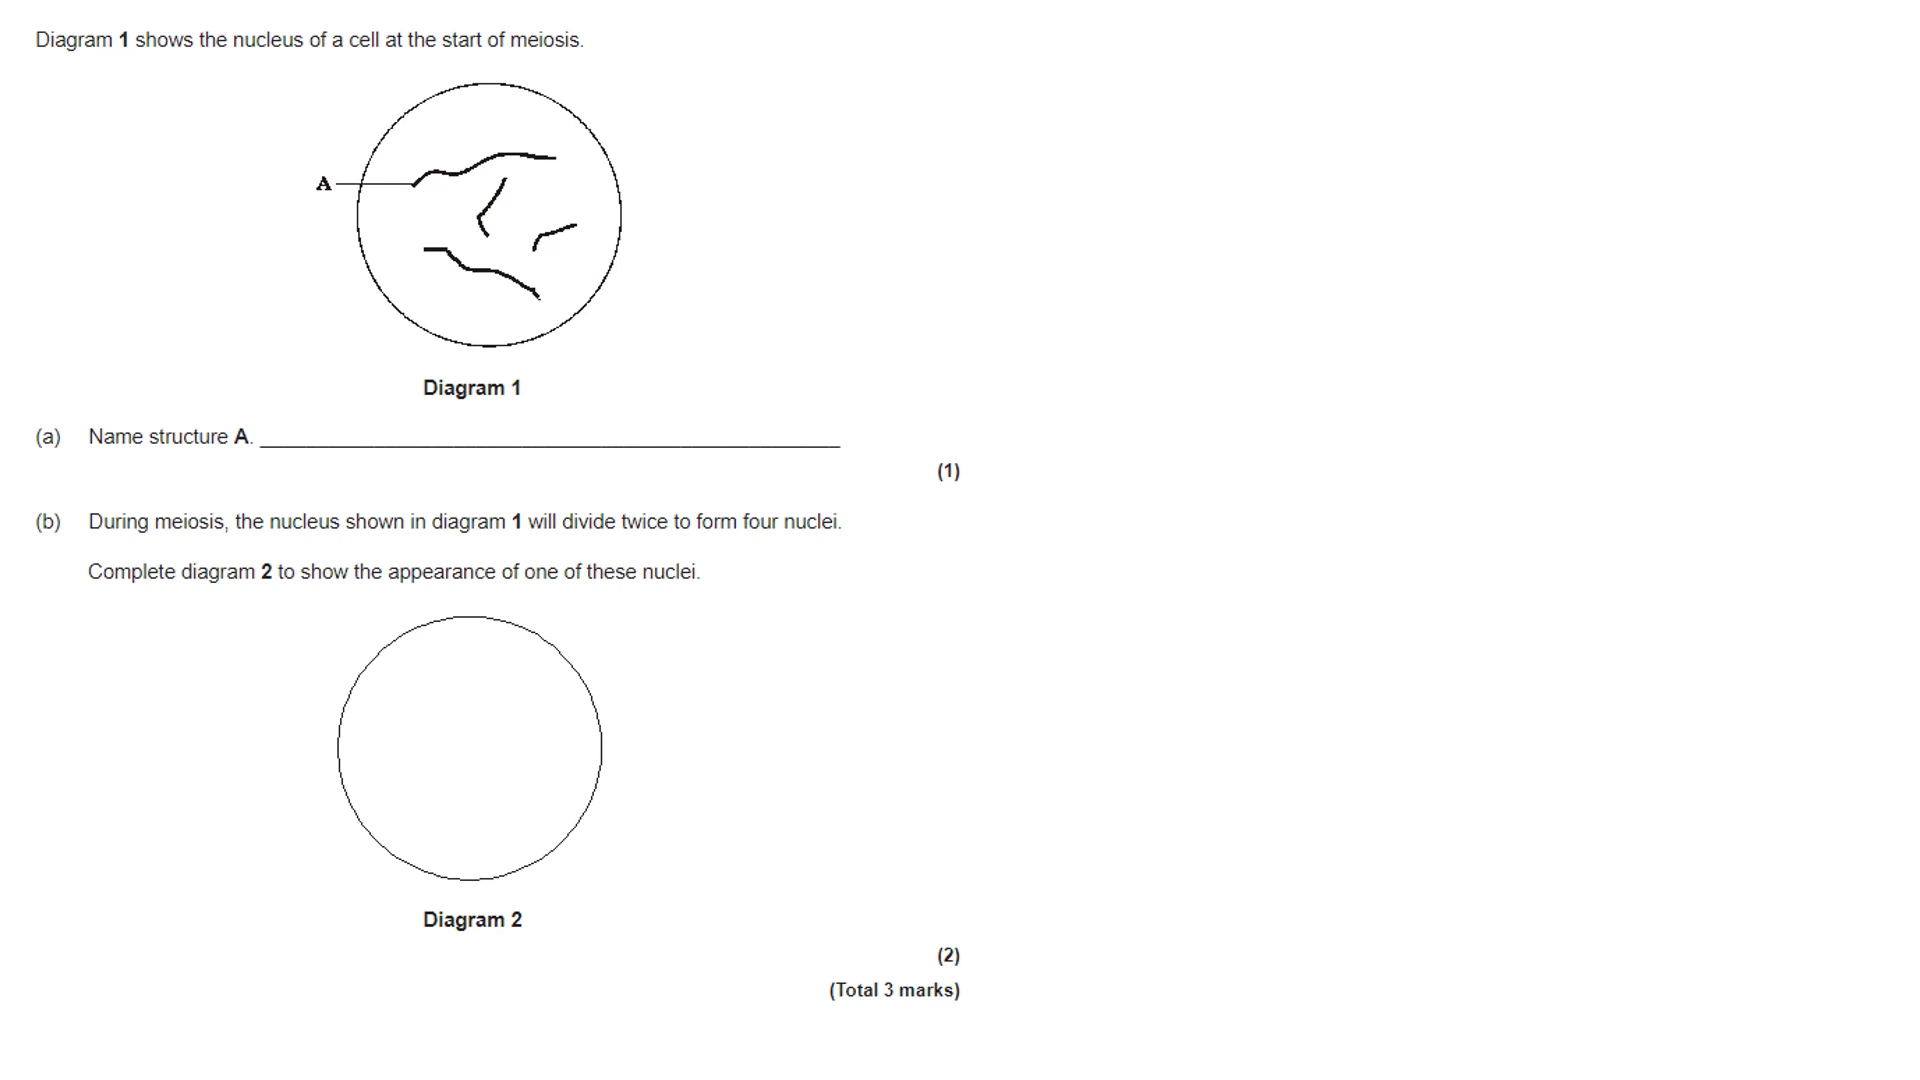 Diagram 1 shows the nucleus of a cell at the start of meiosis.
A
Diagram 1
(a) Name structure A. ____________________________________________________
(1)
(b) During meiosis, the nucleus shown in diagram 1 will divide twice to form four nuclei.
Complete diagram 2 to show the appearance of one of these nuclei.
Diagram 2
(2)
(Total 3 marks)